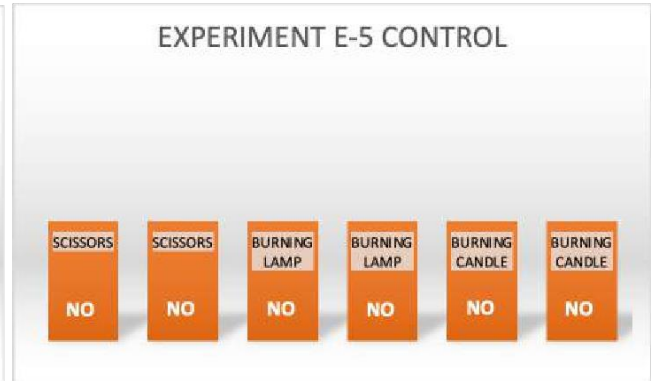 EXPERIMENT E-5 CONTROL
SCISSORS
NO
SCISSORS
NO
BURNING
LAMP
NO
BURNING
LAMP
NO
BURNING
CANDLE
NO
BURNING
CANDLE
NO